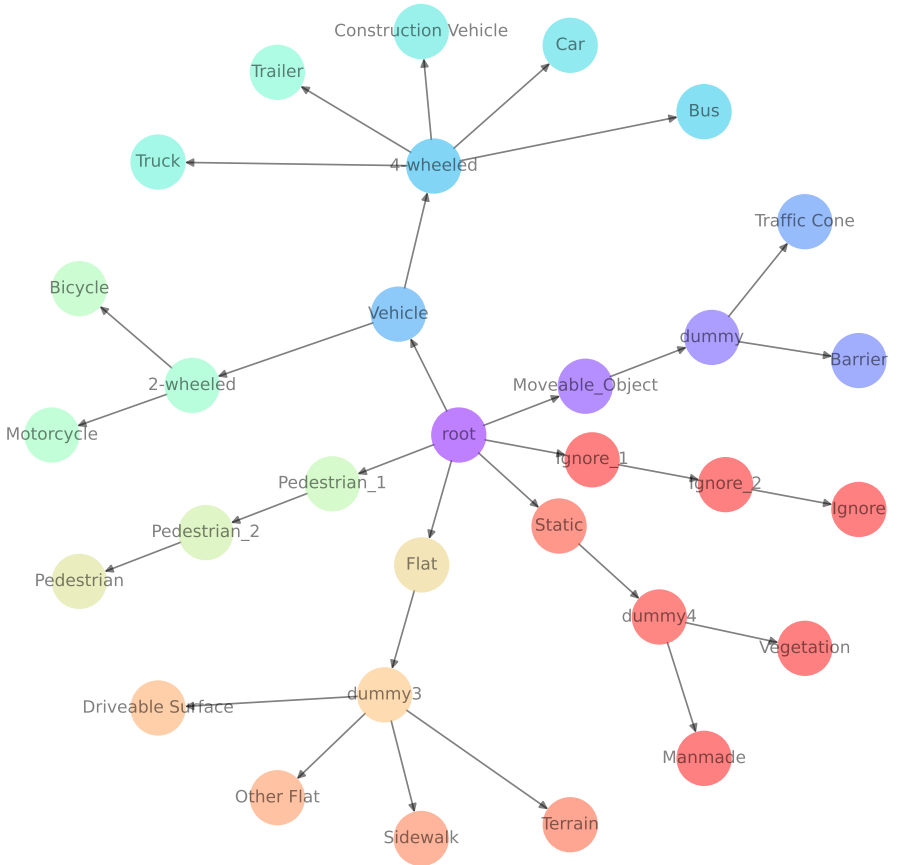 Construction Vehicle
Car
Trailer
Bus
Truck
4-wheeled
Traffic Cone
Bicycle
Vehicle
dummy
Barrier
2-wheeled
Moveable_Object
Motorcycle
root
Ignore_1
Pedestrian_1
Ignore_2
Ignore
Static
Pedestrian_2
Flat
Pedestrian
dummy4
Vegetation
dummy3
Driveable Surface
Manmade
Other Flat
Terrain
Sidewalk